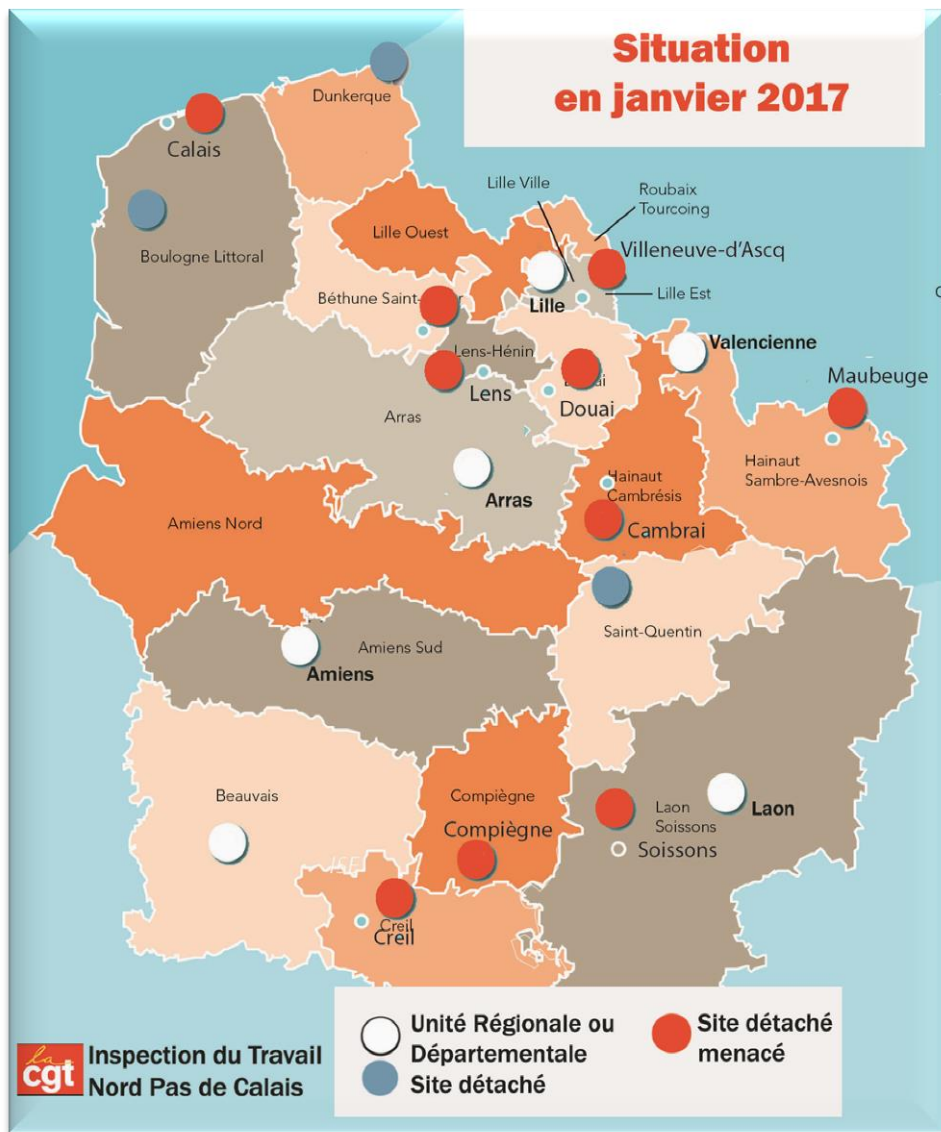 Situation
en janvier 2017
Dunkerque
Calais
Lille Ville
Roubaix
Tourcoing
Lille Ouest
Villeneuve-d'Ascq
Boulogne Littoral
Béthune Saint-
Lille
Lille Est
Lens-Hénin
Valencienne
Maubeuge
Lens
Douai
Arras
Hainaut
Sambre-Avesnois
Arras
Hainaut
Cambrésis
Amiens Nord
Cambrai
Saint-Quentin
Amiens Sud
Amiens
Beauvais
Compiègne
Compiègne
Laon
Soissons
Laon
Soissons
Creil
Creil
Unité Régionale ou
Départementale
Site détaché
Site détaché
menacé
la
cgt
Inspection du Travail
Nord Pas de Calais